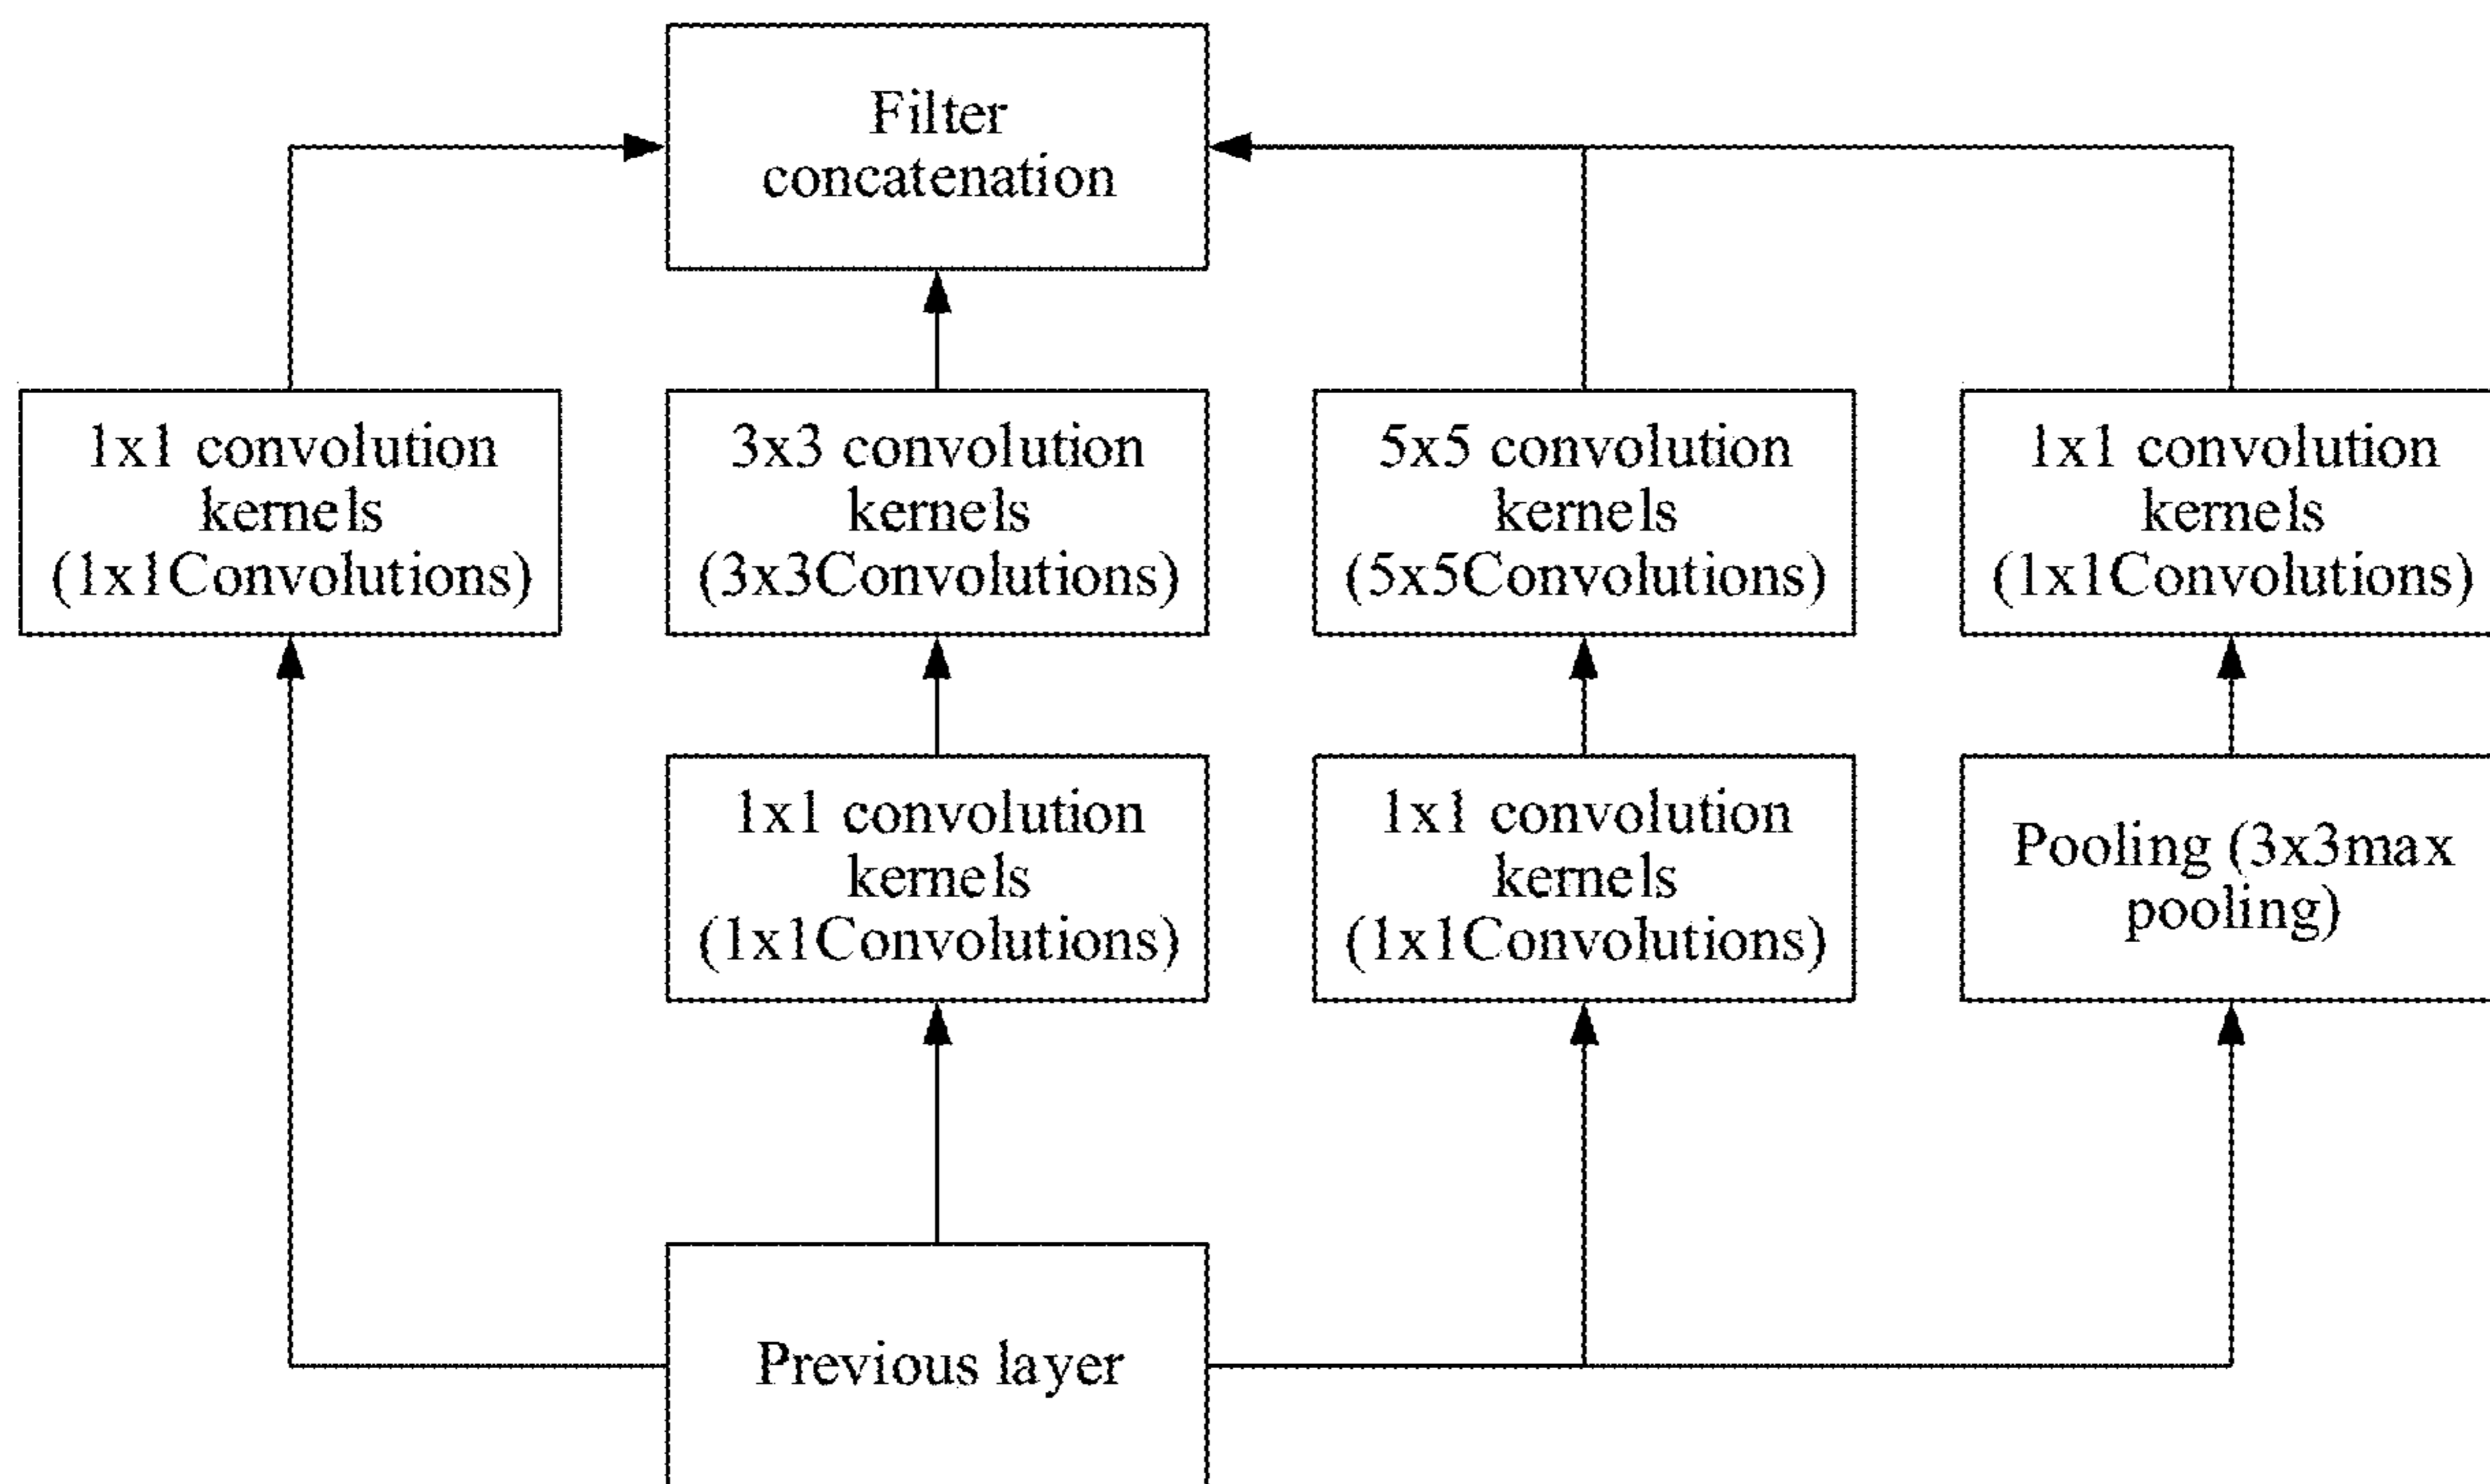 Filter
concatenation
1x1 convolution
kernels
(1x1Convolutions)
3x3 convolution
kernels
(3x3Convolutions)
5x5 convolution
kernels
(5x5Convolutions)
1x1 convolution
kernels
(1x1Convolutions)
1x1 convolution
kernels
(1x1Convolutions)
1x1 convolution
kernels
(1x1Convolutions)
Pooling (3x3max
pooling)
Previous layer